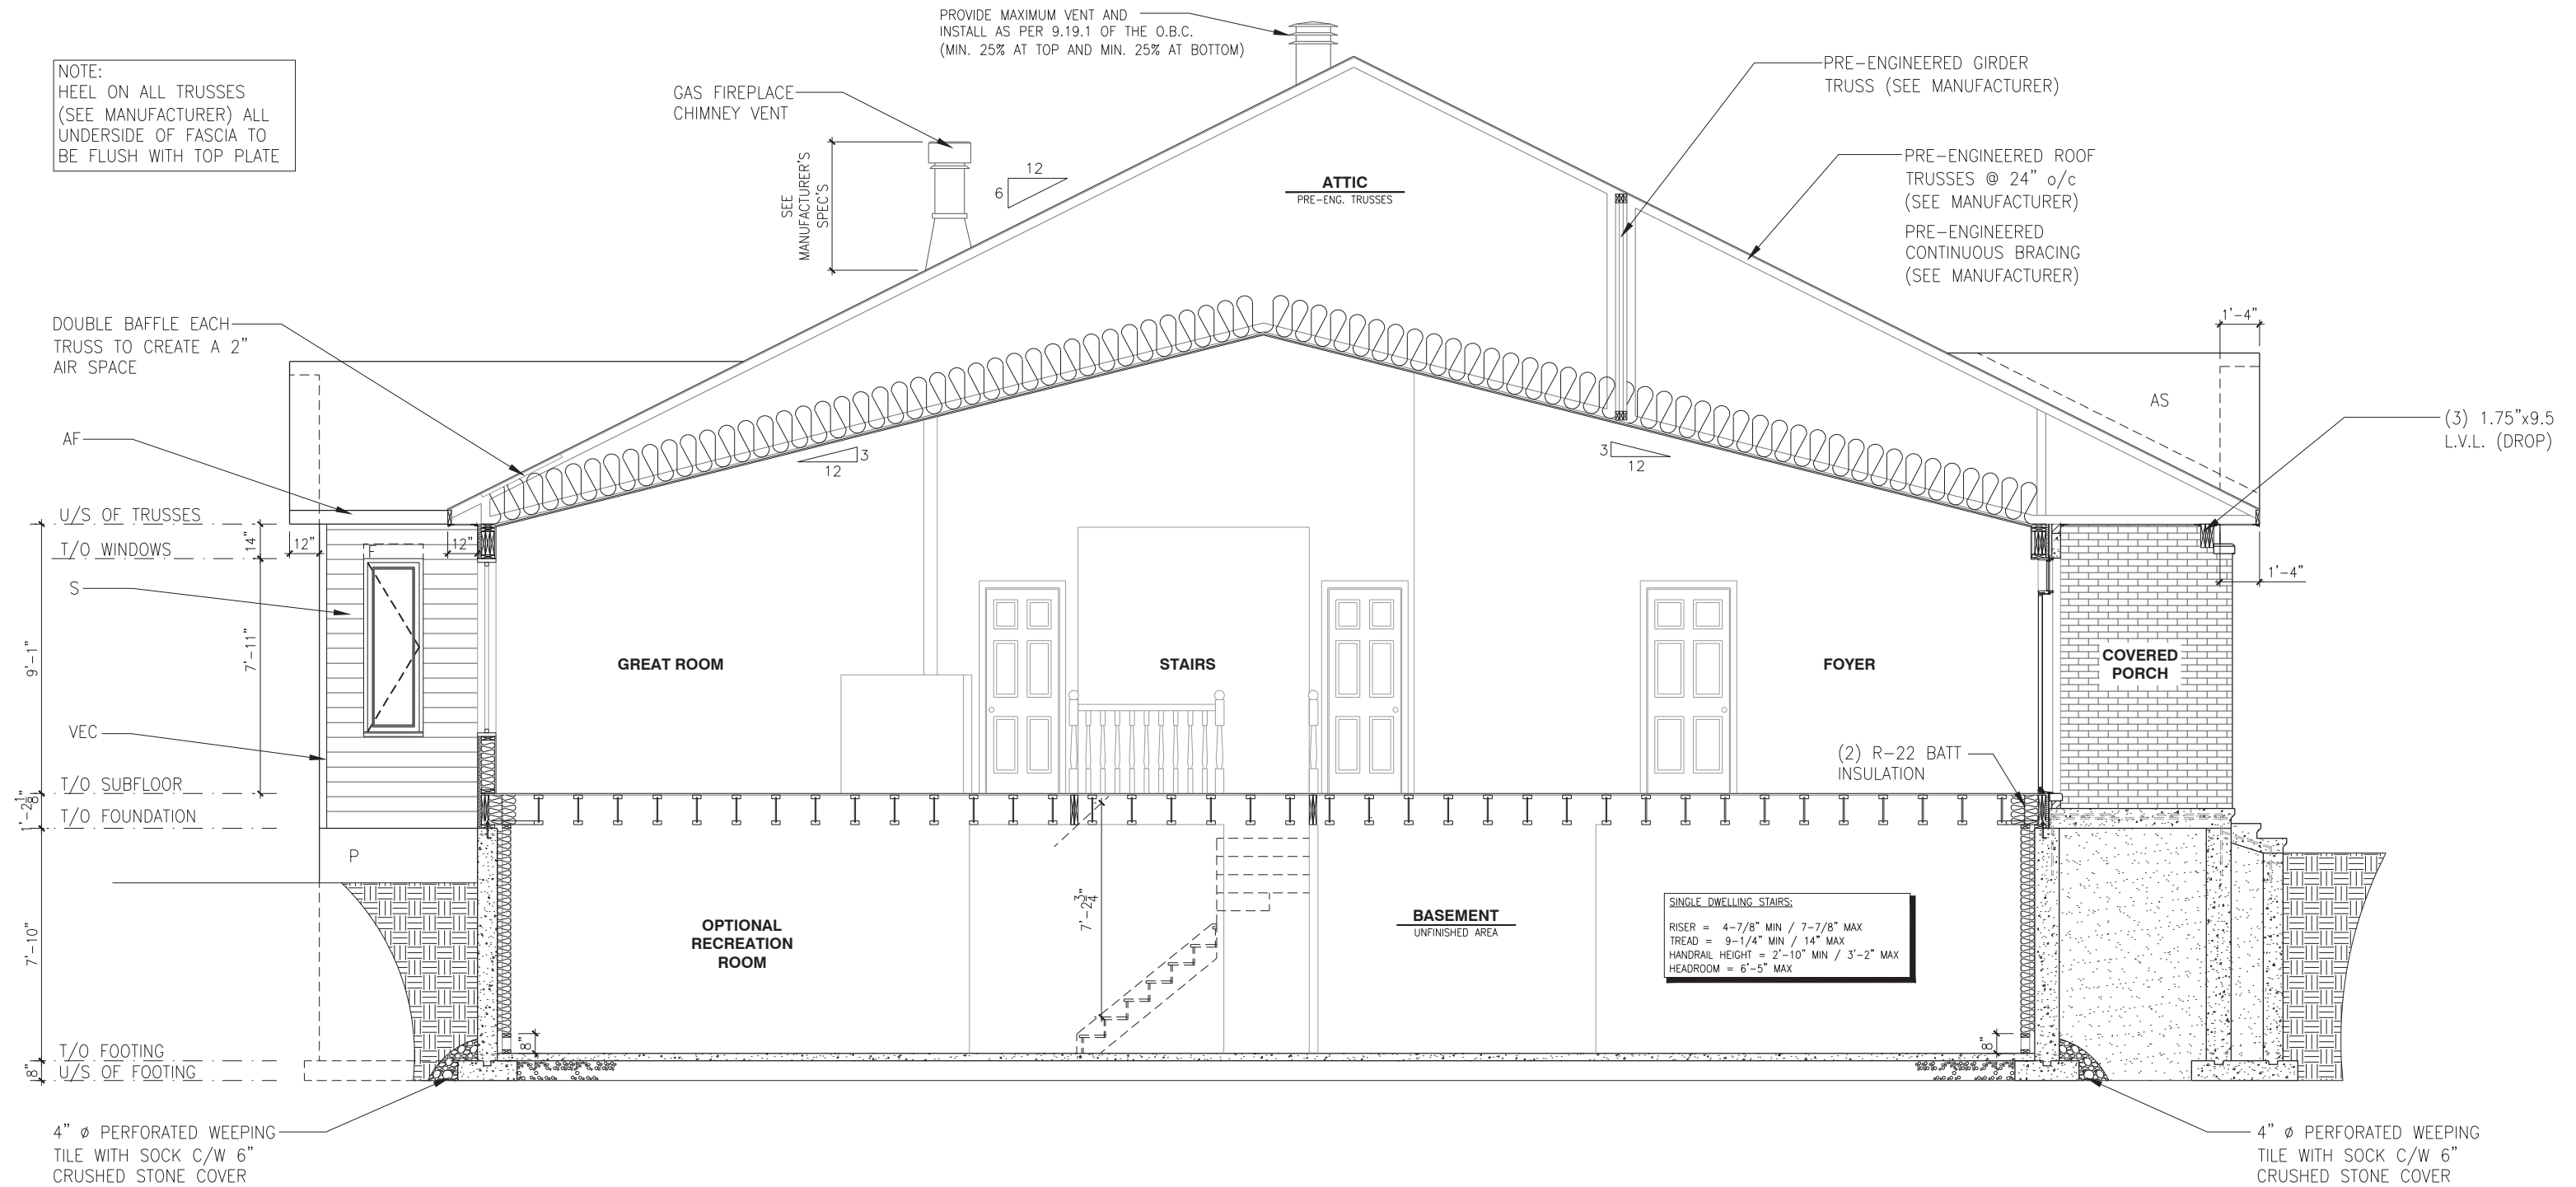 PROVIDE MAXIMUM VENT AND
INSTALL AS PER 9.19.1 OF THE O.B.C.
(MIN. 25% AT TOP AND MIN. 25% AT BOTTOM)
NOTE:
HEEL ON ALL TRUSSES
(SEE MANUFACTURER) ALL
UNDERSIDE OF FASCIA TO
BE FLUSH WITH TOP PLATE
GAS FIREPLACE
CHIMNEY VENT
PRE-ENGINEERED GIRDER
TRUSS (SEE MANUFACTURER)
SEE
MANUFACTURER'S
SPEC'S
12
6
ATTIC
PRE-ENG. TRUSSES
PRE-ENGINEERED ROOF
TRUSSES @ 24" o/c
(SEE MANUFACTURER)
PRE-ENGINEERED
CONTINUOUS BRACING
(SEE MANUFACTURER)
DOUBLE BAFFLE EACH
TRUSS TO CREATE A 2"
AIR SPACE
1'-4"
AS
(3) 1.75"x9.5
L.V.L. (DROP)
AF
3
12
3
12
U/S OF TRUSSES
T/O WINDOWS
14"
12"
12"
F
1'-4"
S
9'-1"
7'-11"
GREAT ROOM
STAIRS
FOYER
COVERED
PORCH
VEC
(2) R-22 BATT
INSULATION
T/O SUBFLOOR
1'-2 1/8"
T/O FOUNDATION
P
7'-10"
OPTIONAL
RECREATION
ROOM
7'-2 3/4"
BASEMENT
UNFINISHED AREA
SINGLE DWELLING STAIRS:
RISER = 4-7/8" MIN / 7-7/8" MAX
TREAD = 9-1/4" MIN / 14" MAX
HANDRAIL HEIGHT = 2'-10" MIN / 3'-2" MAX
HEADROOM = 6'-5" MAX
8"
8"
T/O FOOTING
U/S OF FOOTING
8"
4" ø PERFORATED WEEPING
TILE WITH SOCK C/W 6"
CRUSHED STONE COVER
4" ø PERFORATED WEEPING
TILE WITH SOCK C/W 6"
CRUSHED STONE COVER